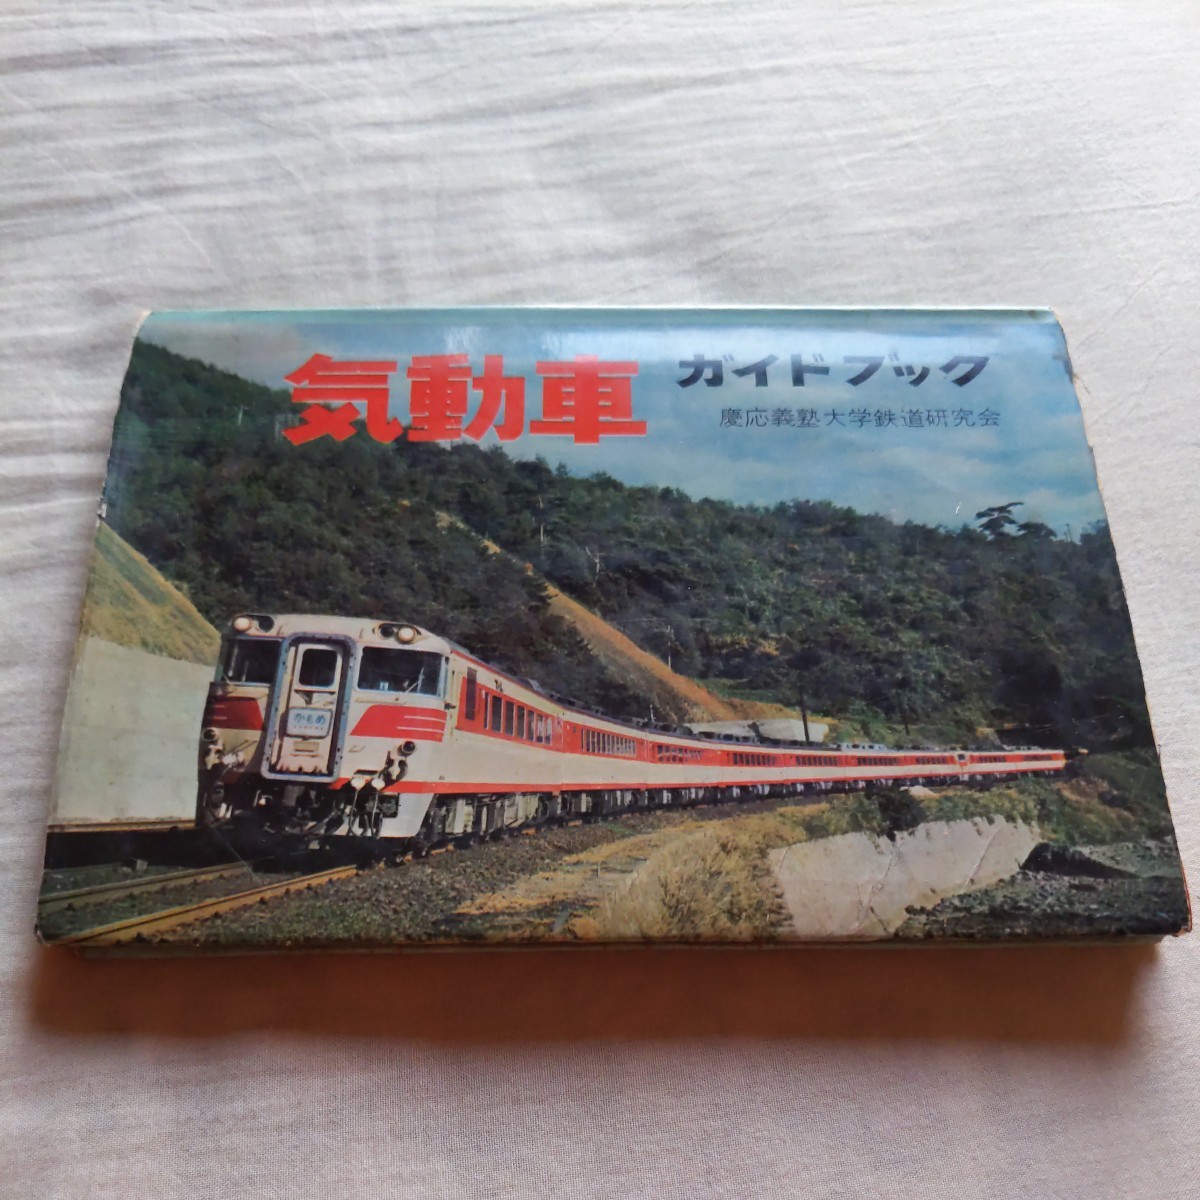 気動車 ガイドブック
慶応義塾大学鉄道研究会
かもめ